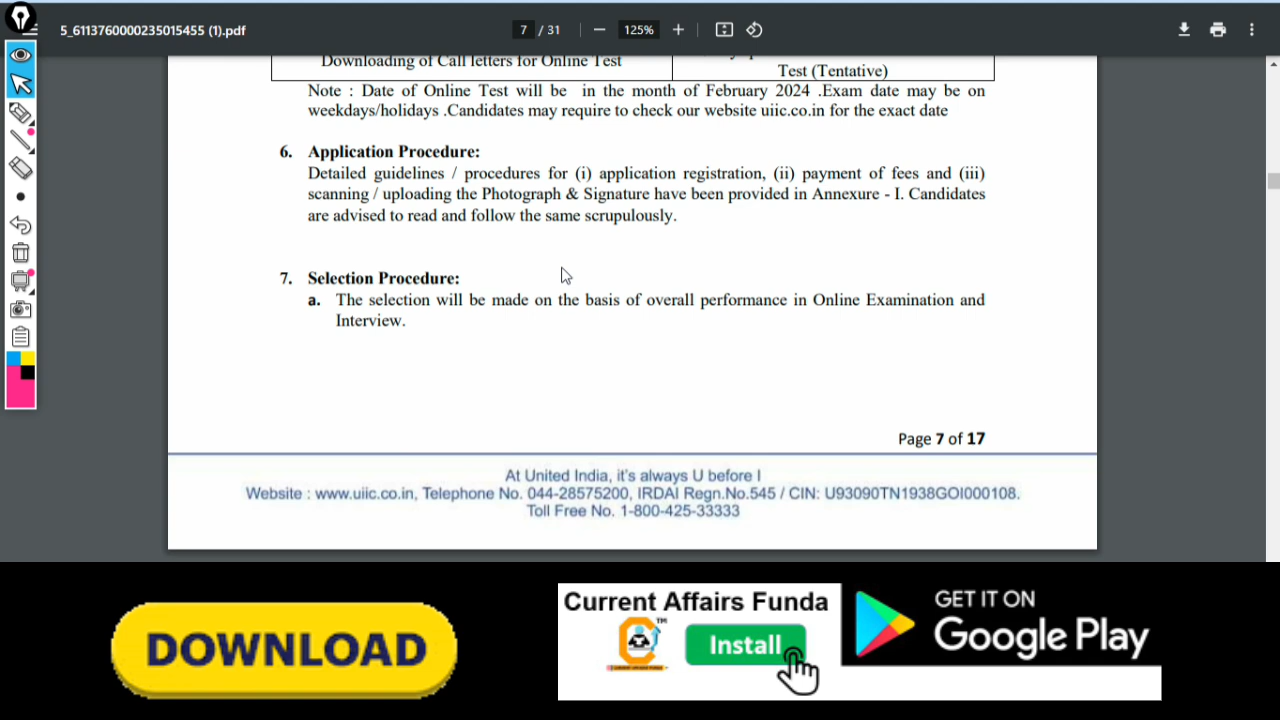 5_6113760000235015455 (1).pdf
7 / 31
125%
Downloading of Call letters for Online Test
Test (Tentative)
Note : Date of Online Test will be in the month of February 2024 .Exam date may be on
weekdays/holidays .Candidates may require to check our website uiic.co.in for the exact date
6. Application Procedure:
Detailed guidelines / procedures for (i) application registration, (ii) payment of fees and (iii)
scanning / uploading the Photograph & Signature have been provided in Annexure - I. Candidates
are advised to read and follow the same scrupulously.
7. Selection Procedure:
a. The selection will be made on the basis of overall performance in Online Examination and
Interview.
Page 7 of 17
At United India, it's always U before I
Website : www.uiic.co.in, Telephone No. 044-28575200, IRDAI Regn.No.545 / CIN: U93090TN1938GOI000108.
Toll Free No. 1-800-425-33333
DOWNLOAD
Current Affairs Funda
TM
Install
GET IT ON
Google Play